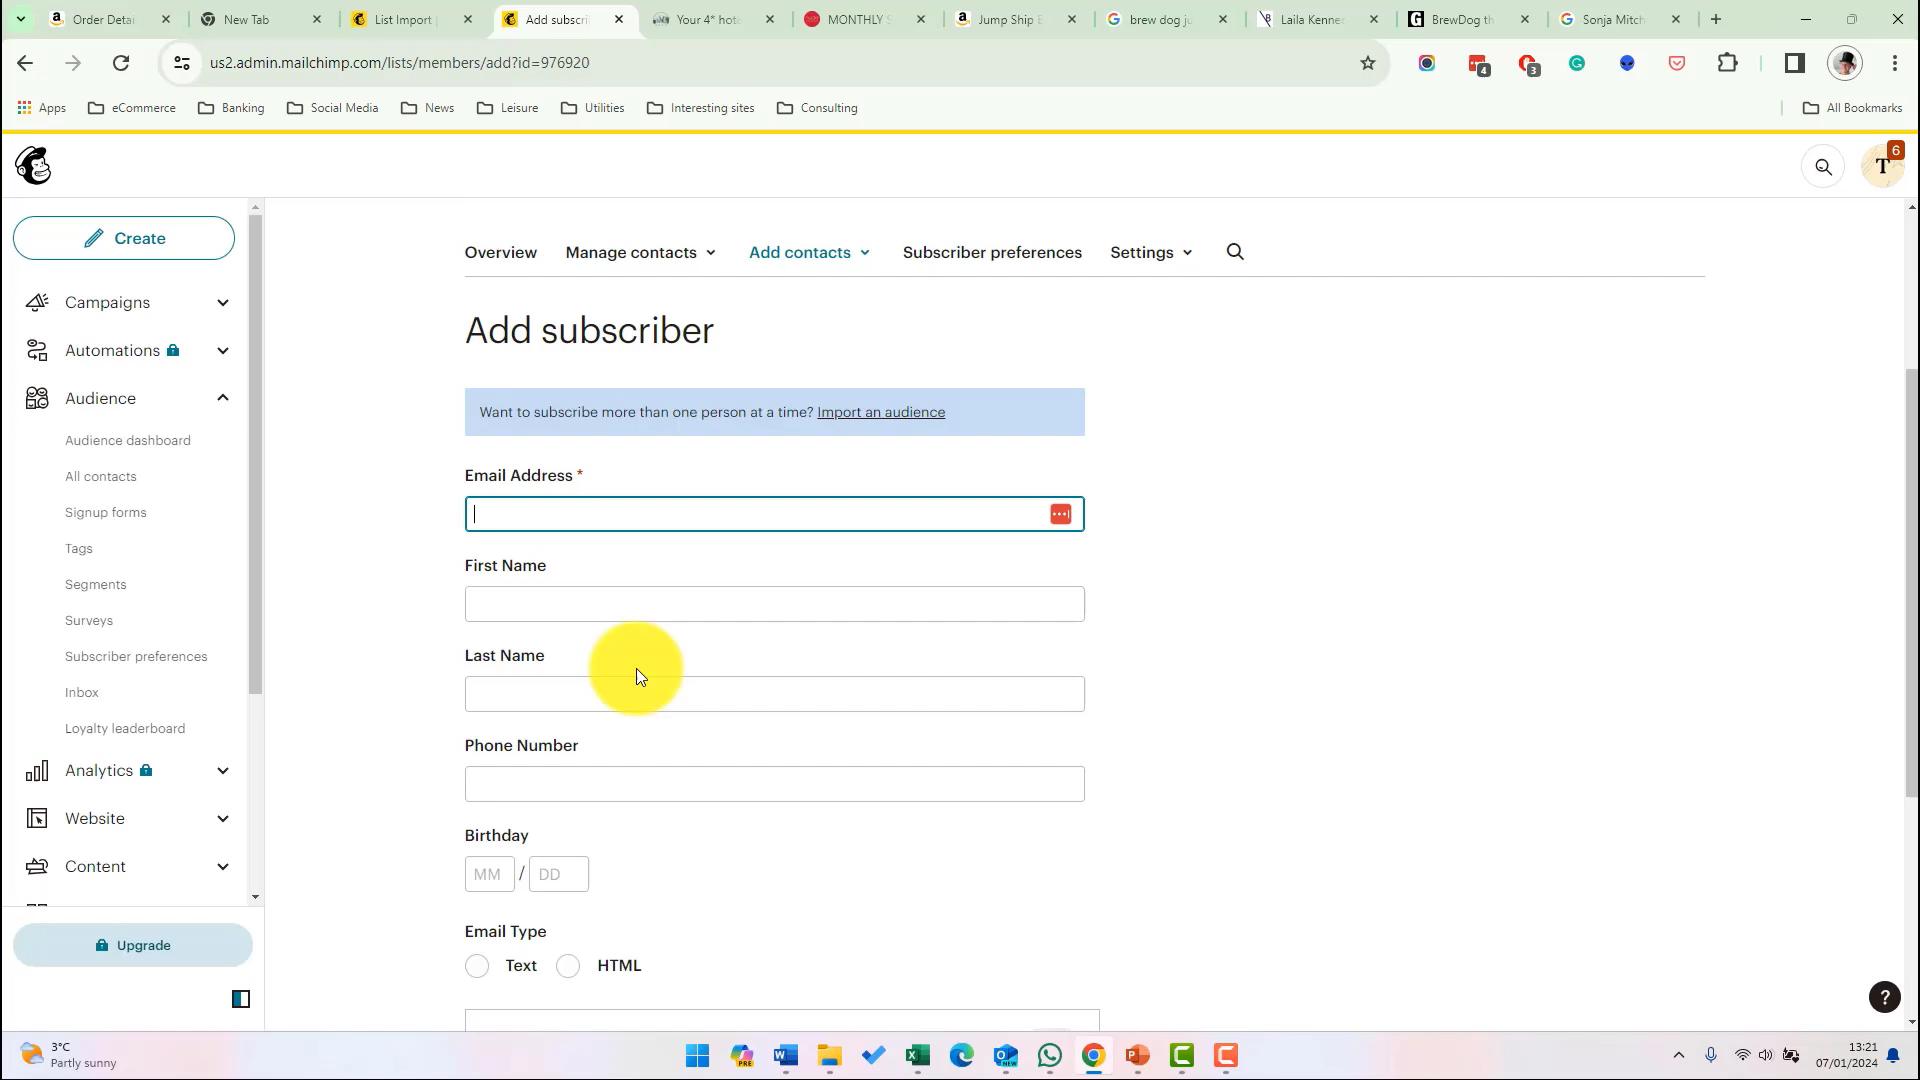 Order Detai
New Tab
List Import
Add subscri
Your 4* hot
MONTHLY S
Jump Ship E
brew dog ju
Laila Kenne
BrewDog th
Sonja Mitch
us2.admin.mailchimp.com/lists/members/add?id=976920
4
3
Apps
eCommerce
Banking
Social Media
News
Leisure
Utilities
Interesting sites
Consulting
All Bookmarks
T
6
Create
Campaigns
Automations
Audience
Audience dashboard
All contacts
Signup forms
Tags
Segments
Surveys
Subscriber preferences
Inbox
Loyalty leaderboard
Analytics
Website
Content
Upgrade
Overview
Manage contacts
Add contacts
Subscriber preferences
Settings
Add subscriber
Want to subscribe more than one person at a time? Import an audience
Email Address *
First Name
Last Name
Phone Number
Birthday
MM / DD
Email Type
Text
HTML
?
3°C
Partly sunny
PRE
NEW
13:21
07/01/2024